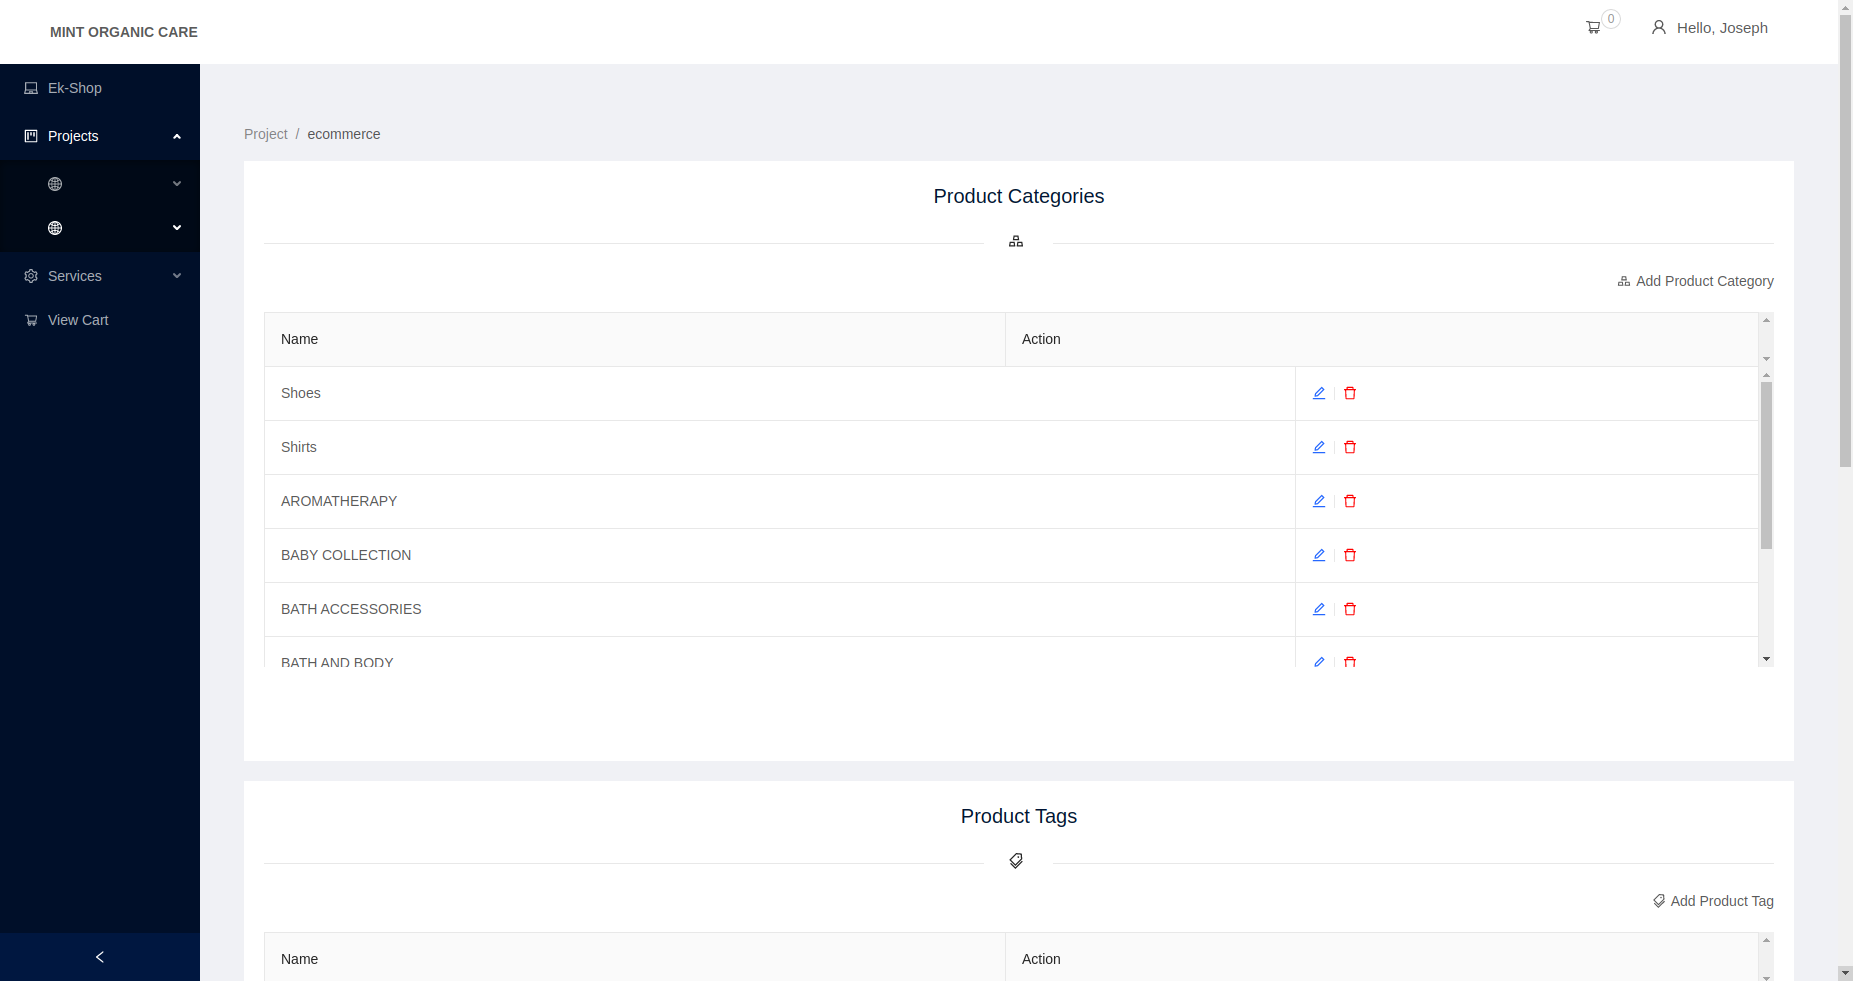 MINT ORGANIC CARE
0
Hello, Joseph
Ek-Shop
Projects
Services
View Cart
Project / ecommerce
Product Categories
Add Product Category
Name Action
Shoes
Shirts
AROMATHERAPY
BABY COLLECTION
BATH ACCESSORIES
BATH AND BODY
Product Tags
Add Product Tag
Name Action